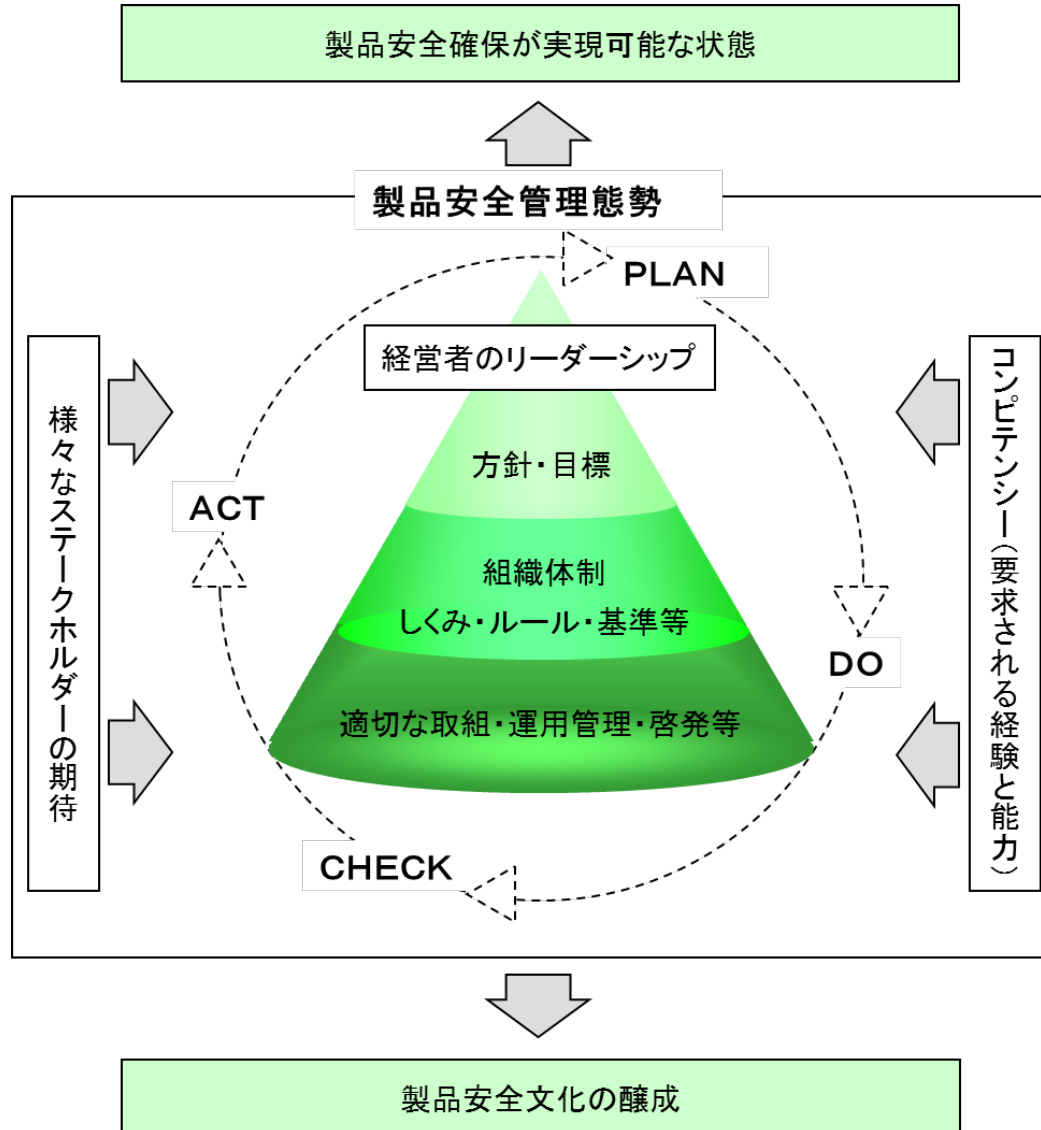 製品安全確保が実現可能な状態
製品安全管理態勢
PLAN
経営者のリーダーシップ
様々なステークホルダーの期待
コンピテンシー（要求される経験と能力）
方針・目標
ACT
組織体制
しくみ・ルール・基準等
DO
適切な取組・運用管理・啓発等
CHECK
製品安全文化の醸成